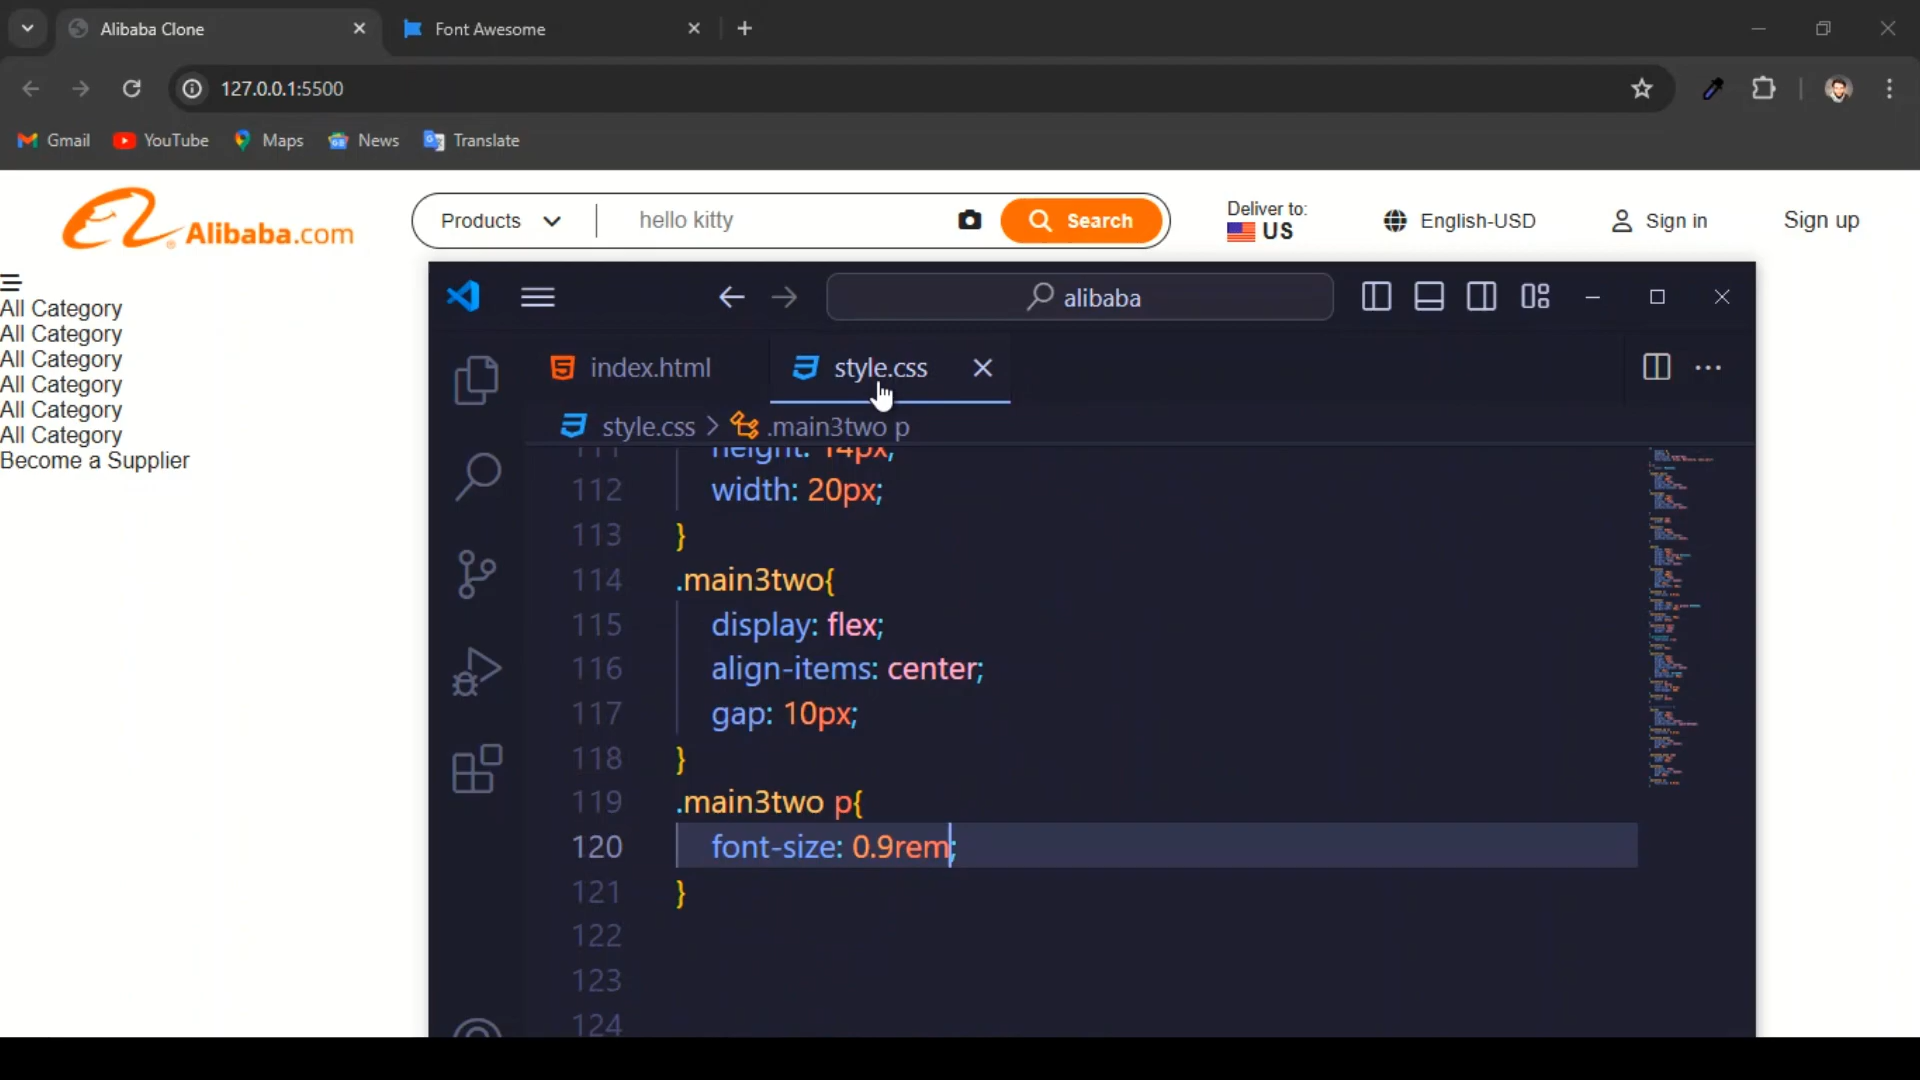 Alibaba Clone
Font Awesome
127.0.0.1:5500
Gmail
YouTube
Maps
News
Translate
Alibaba.com
Products
hello kitty
Search
Deliver to:
US
English-USD
Sign in
Sign up
All Category
All Category
All Category
All Category
All Category
All Category
Become a Supplier
alibaba
index.html
style.css
style.css > .main3two p
111 height: 14px;
112 width: 20px;
113 }
114 .main3two{
115 display: flex;
116 align-items: center;
117 gap: 10px;
118 }
119 .main3two p{
120 font-size: 0.9rem;
121 }
122
123
124